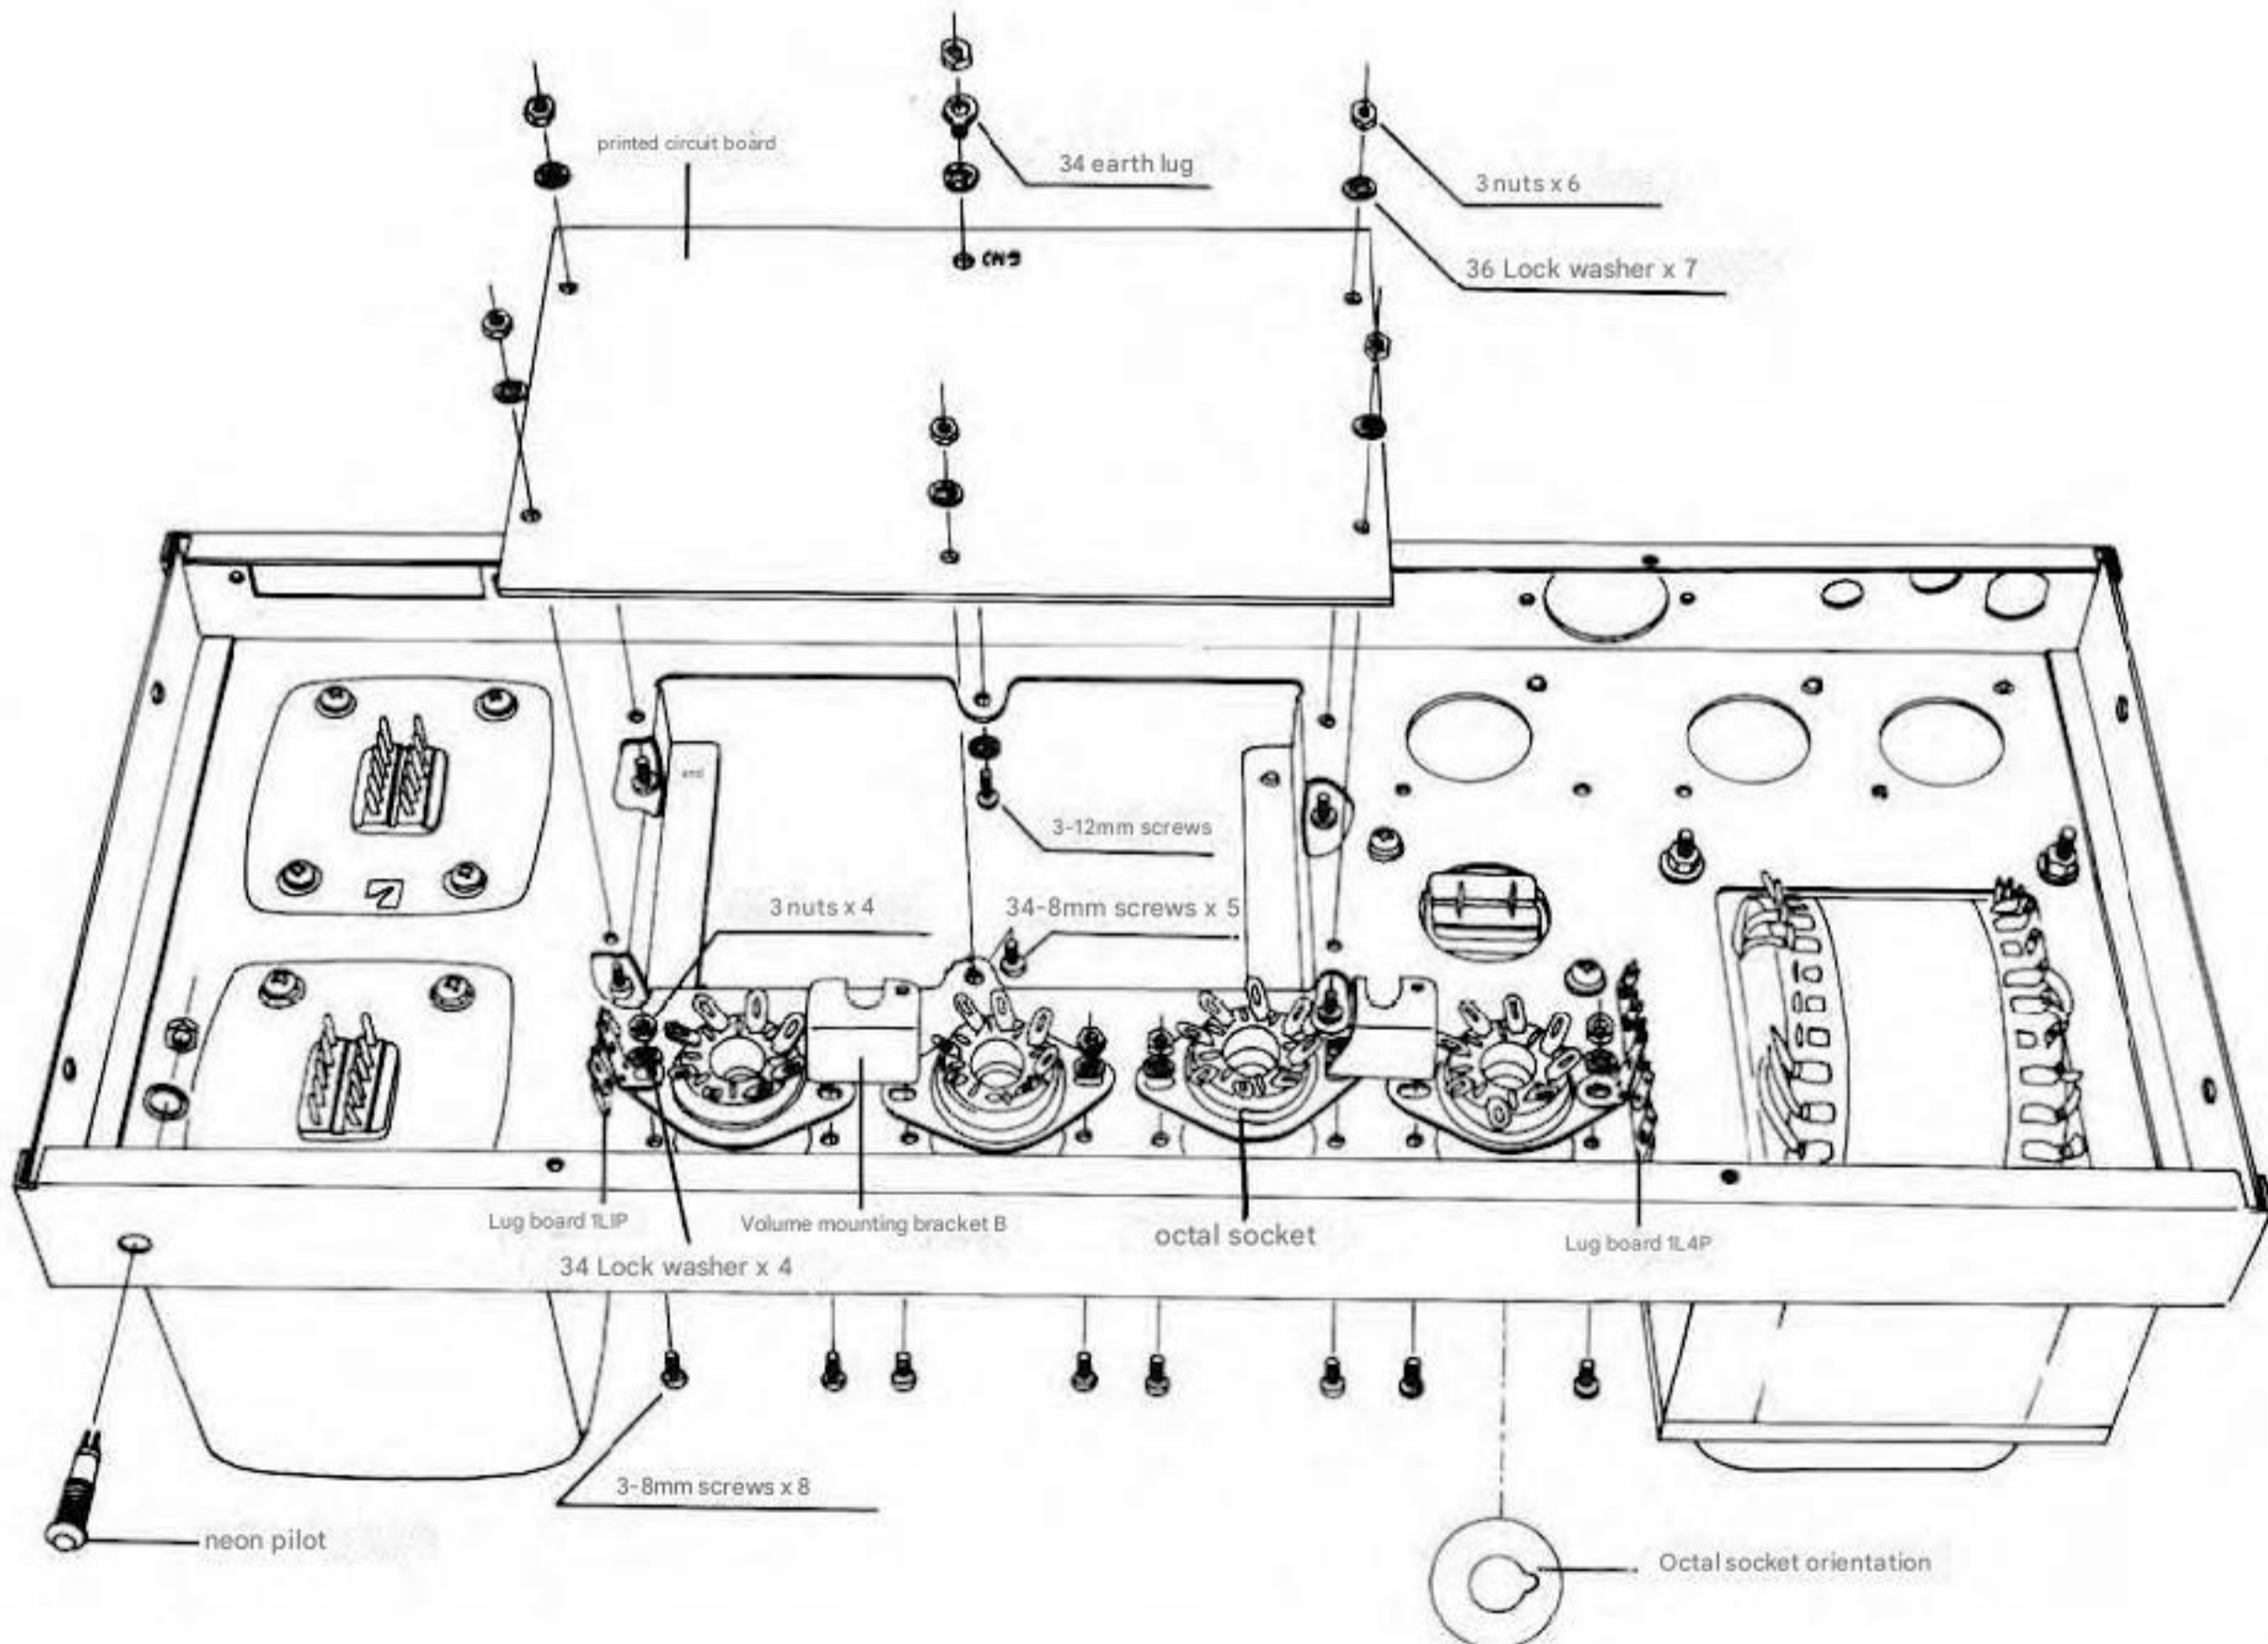 printed circuit board
34 earth lug
3 nuts x 6
36 Lock washer x 7
3-12mm screws
3 nuts x 4
34-8mm screws x 5
Lug board 1L1P
Volume mounting bracket B
octal socket
Lug board 1L4P
34 Lock washer x 4
3-8mm screws x 8
neon pilot
Octal socket orientation